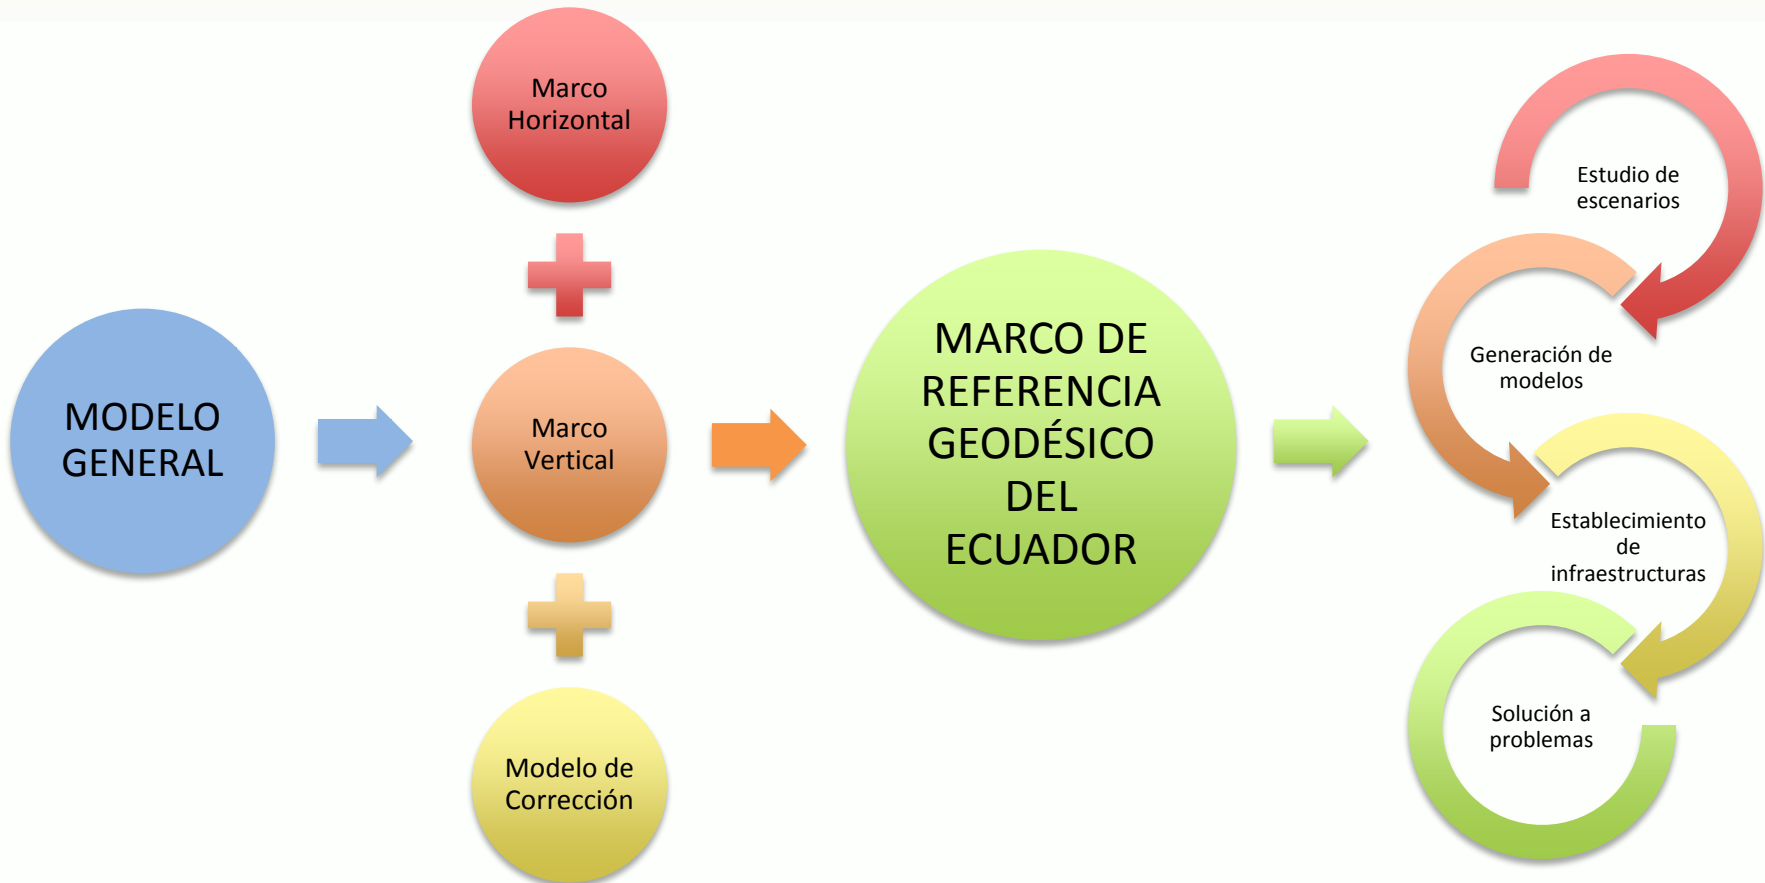 MODELO
GENERAL
Marco
Horizontal
Marco
Vertical
Modelo de
Corrección
MARCO DE
REFERENCIA
GEODÉSICO
DEL
ECUADOR
Estudio de
escenarios
Generación de
modelos
Establecimiento
de
infraestructuras
Solución a
problemas